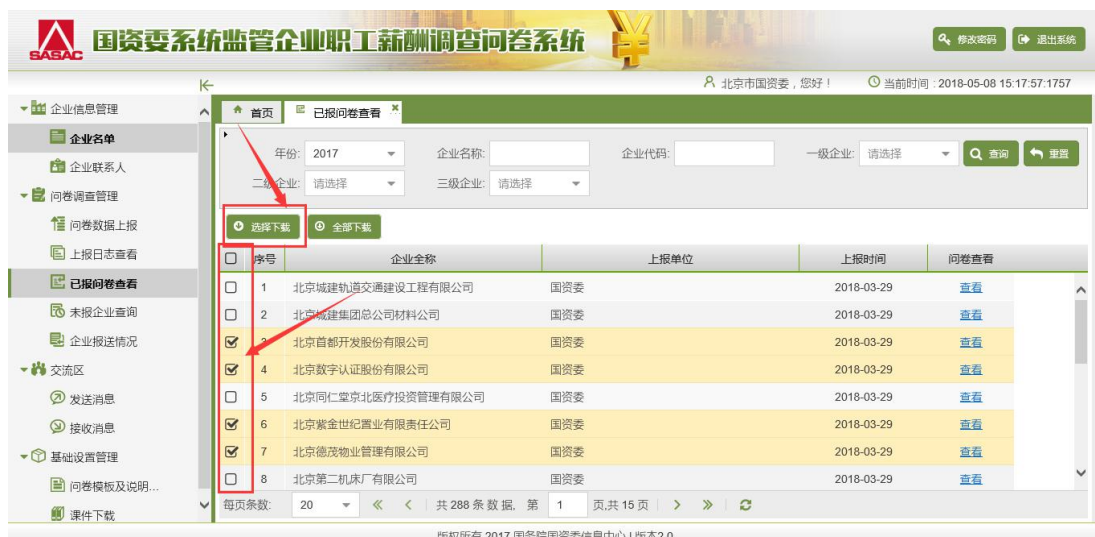 SASAC 国资委系统监管企业职工薪酬调查问卷系统 修改密码 退出系统
北京市国资委，您好！ 当前时间：2018-05-08 15:17:57:1757
企业信息管理
企业名单
企业联系人
问卷调查管理
问卷数据上报
上报日志查看
已报问卷查看
未报企业查询
企业报送情况
交流区
发送消息
接收消息
基础设置管理
问卷模板及说明...
课件下载
首页 已报问卷查看
年份: 2017 企业名称: 企业代码: 一级企业: 请选择 查询 重置
二级企业: 请选择 三级企业: 请选择
选择下载 全部下载
序号 企业全称 上报单位 上报时间 问卷查看
1 北京城建轨道交通建设工程有限公司 国资委 2018-03-29 查看
2 北京城建集团总公司材料公司 国资委 2018-03-29 查看
3 北京首都开发股份有限公司 国资委 2018-03-29 查看
4 北京数字认证股份有限公司 国资委 2018-03-29 查看
5 北京同仁堂京北医疗投资管理有限公司 国资委 2018-03-29 查看
6 北京紫金世纪置业有限责任公司 国资委 2018-03-29 查看
7 北京德茂物业管理有限公司 国资委 2018-03-29 查看
8 北京第二机床厂有限公司 国资委 2018-03-29 查看
每页条数: 20 共 288 条数据, 第 1 页,共 15 页
版权所有 2017 国务院国资委信息中心 | 版本2.0